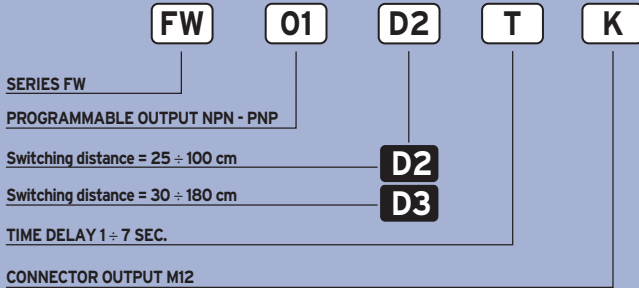 FW 01 D2 T K
SERIES FW
PROGRAMMABLE OUTPUT NPN - PNP
Switching distance = 25 ÷ 100 cm D2
Switching distance = 30 ÷ 180 cm D3
TIME DELAY 1 ÷ 7 SEC.
CONNECTOR OUTPUT M12